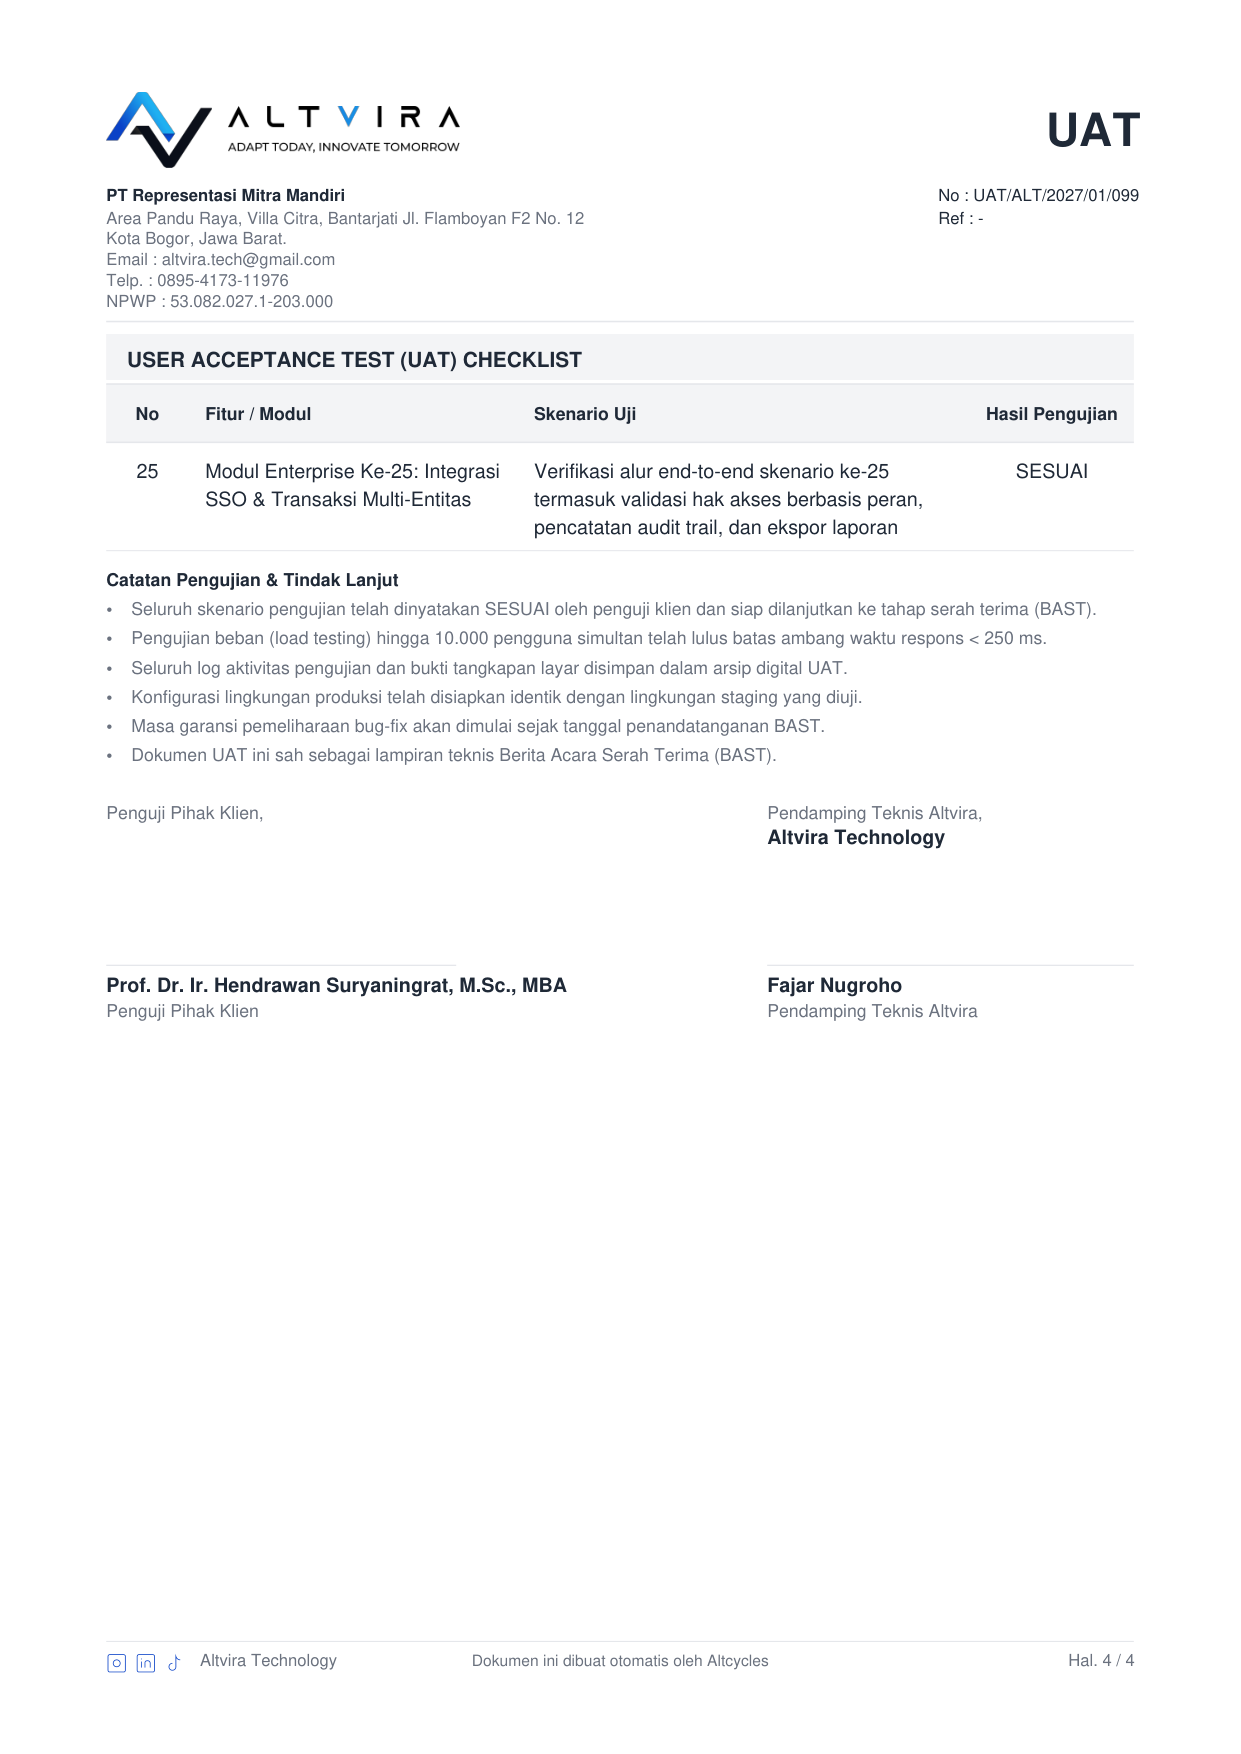 ALTVIRA
ADAPT TODAY, INNOVATE TOMORROW
UAT
PT Representasi Mitra Mandiri
Area Pandu Raya, Villa Citra, Bantarjati Jl. Flamboyan F2 No. 12
Kota Bogor, Jawa Barat.
Email : altvira.tech@gmail.com
Telp. : 0895-4173-11976
NPWP : 53.082.027.1-203.000
No : UAT/ALT/2027/01/099
Ref : -
USER ACCEPTANCE TEST (UAT) CHECKLIST
No Fitur / Modul Skenario Uji Hasil Pengujian
25 Modul Enterprise Ke-25: Integrasi Verifikasi alur end-to-end skenario ke-25 SESUAI
SSO & Transaksi Multi-Entitas termasuk validasi hak akses berbasis peran,
pencatatan audit trail, dan ekspor laporan
Catatan Pengujian & Tindak Lanjut
• Seluruh skenario pengujian telah dinyatakan SESUAI oleh penguji klien dan siap dilanjutkan ke tahap serah terima (BAST).
• Pengujian beban (load testing) hingga 10.000 pengguna simultan telah lulus batas ambang waktu respons < 250 ms.
• Seluruh log aktivitas pengujian dan bukti tangkapan layar disimpan dalam arsip digital UAT.
• Konfigurasi lingkungan produksi telah disiapkan identik dengan lingkungan staging yang diuji.
• Masa garansi pemeliharaan bug-fix akan dimulai sejak tanggal penandatanganan BAST.
• Dokumen UAT ini sah sebagai lampiran teknis Berita Acara Serah Terima (BAST).
Penguji Pihak Klien, Pendamping Teknis Altvira,
Altvira Technology
Prof. Dr. Ir. Hendrawan Suryaningrat, M.Sc., MBA Fajar Nugroho
Penguji Pihak Klien Pendamping Teknis Altvira
in Altvira Technology Dokumen ini dibuat otomatis oleh Altcycles Hal. 4 / 4